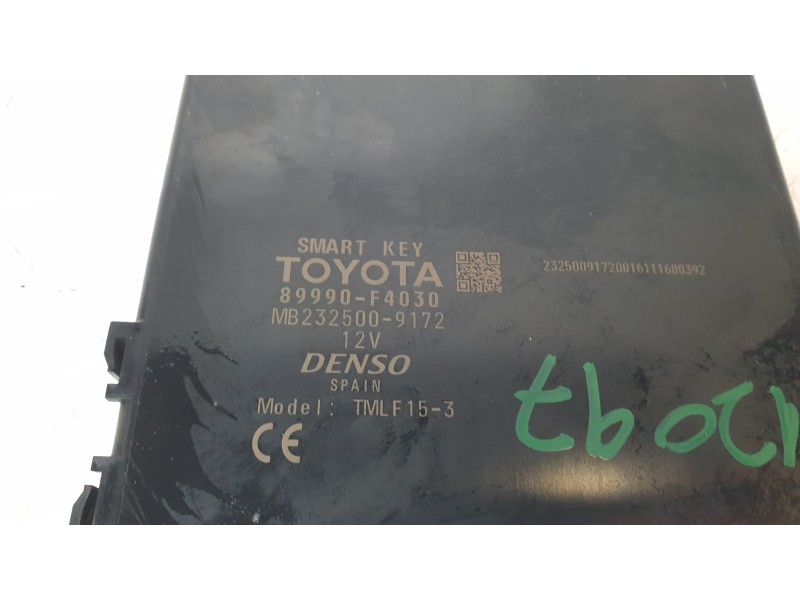 SMART KEY
TOYOTA
89990-F4030
MB232500-9172
12V
DENSO
SPAIN
Model: TMLF15-3
CE
23250091720016111600392